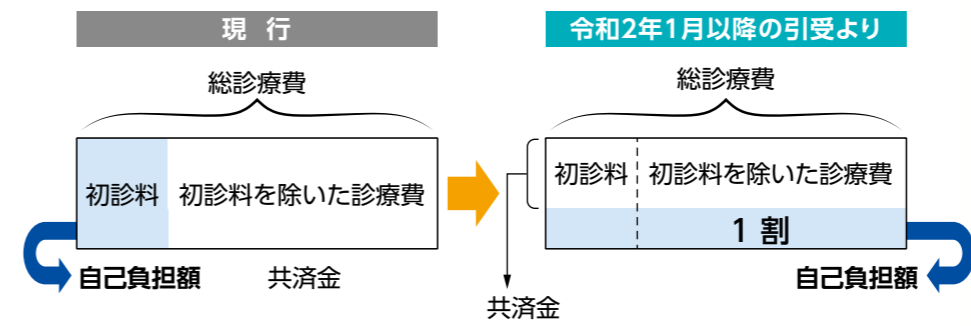 現 行
総診療費
初診料
初診料を除いた診療費
自己負担額
共済金
令和2年1月以降の引受より
総診療費
初診料
初診料を除いた診療費
1 割
自己負担額
共済金